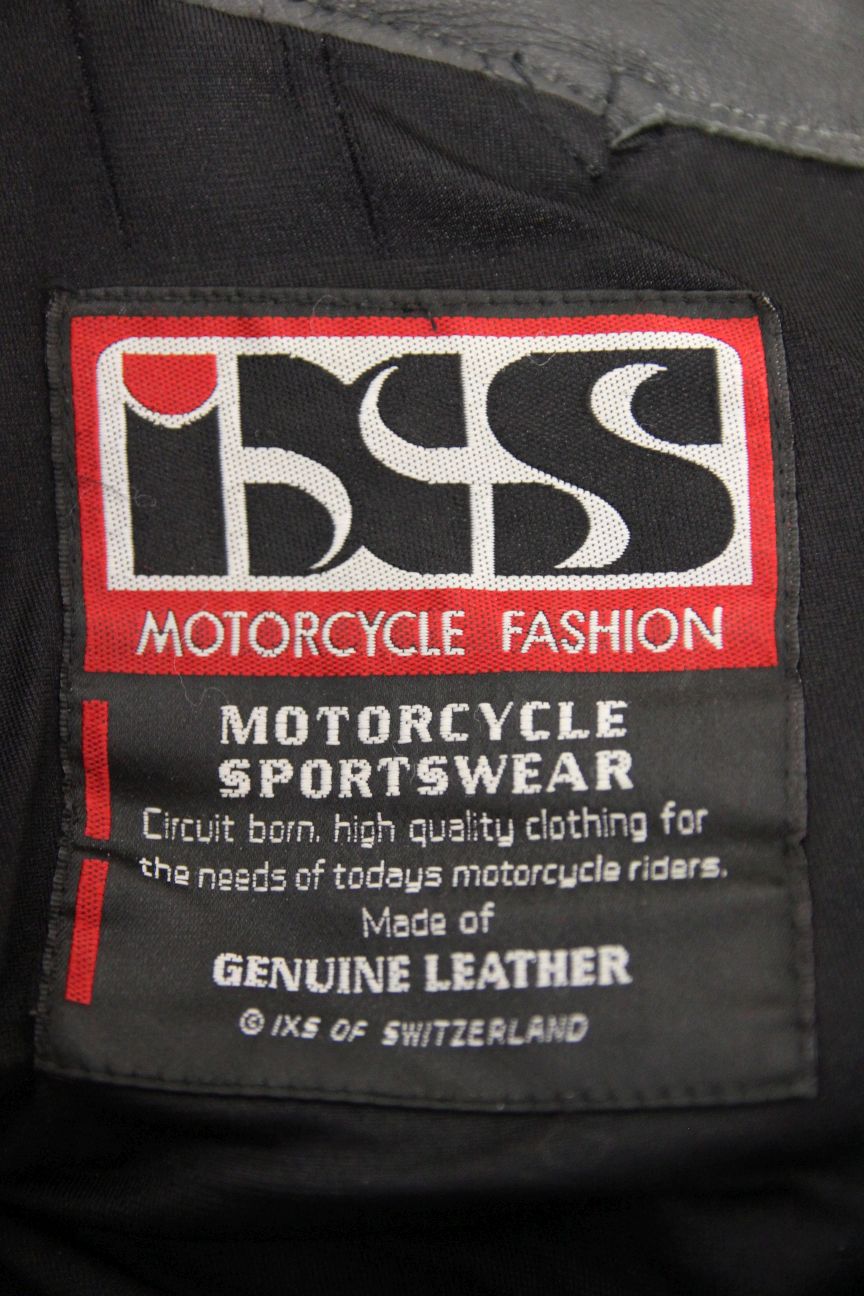 iXS
MOTORCYCLE FASHION
MOTORCYCLE
SPORTSWEAR
Circuit born. high quality clothing for
the needs of todays motorcycle riders.
Made of
GENUINE LEATHER
© IXS OF SWITZERLAND